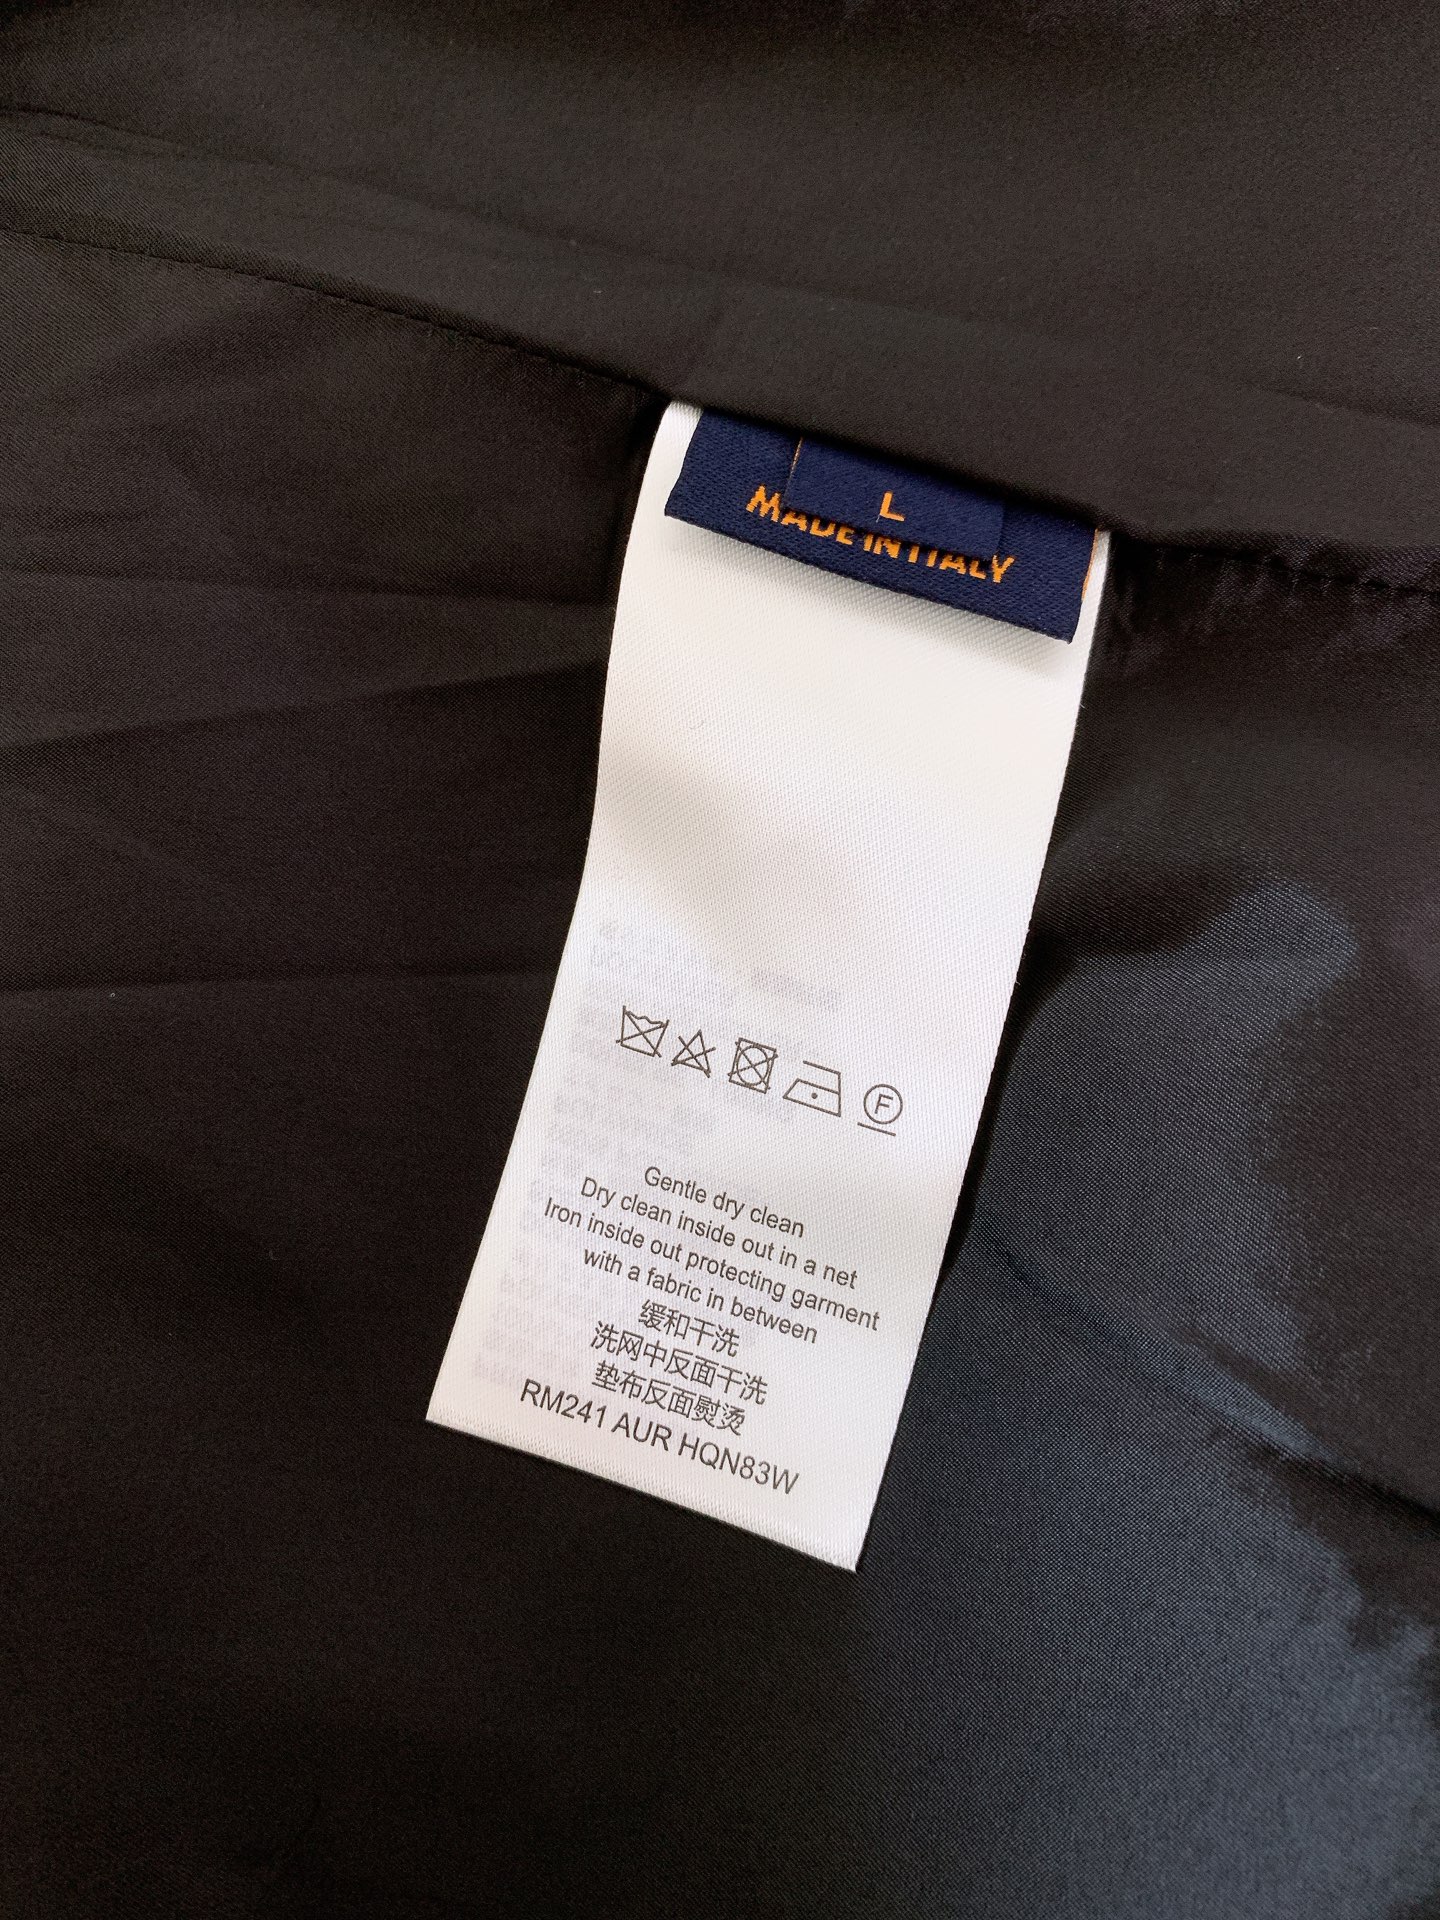 L
MADE IN ITALY
F
Gentle dry clean
Dry clean inside out in a net
Iron inside out protecting garment
with a fabric in between
缓和干洗
洗网中反面干洗
垫布反面熨烫
RM241 AUR HQN83W